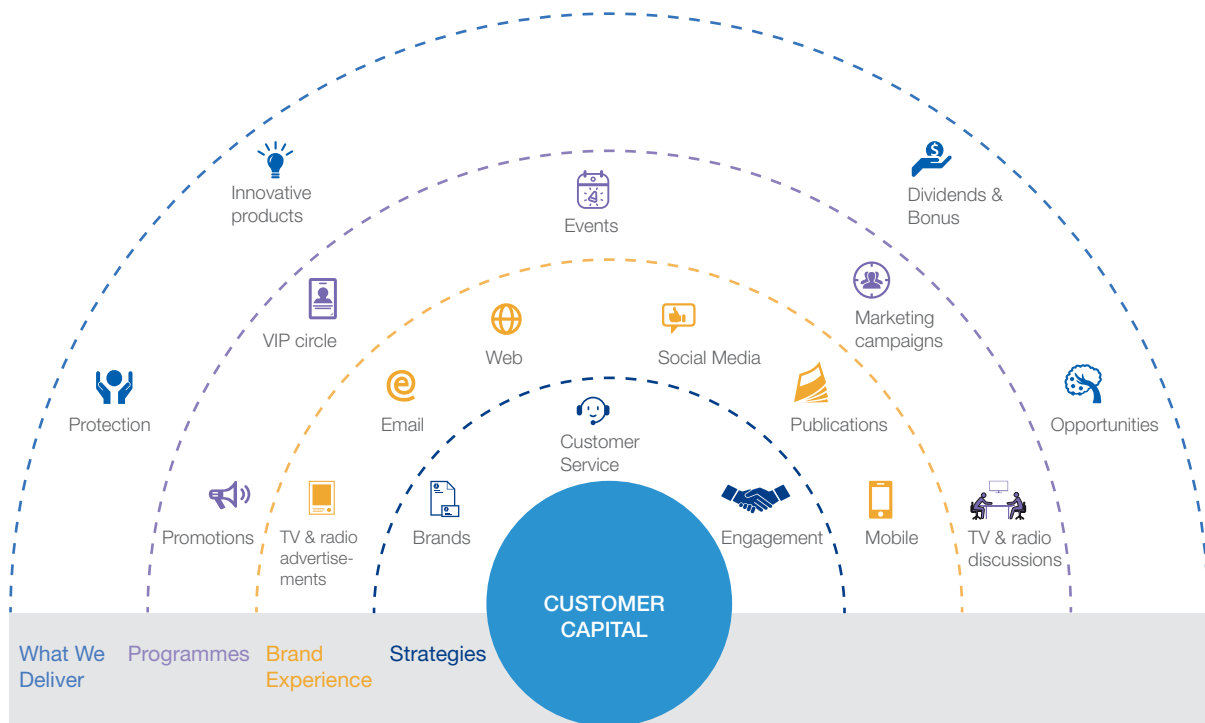 Innovative
products
Dividends &
Bonus
Events
VIP circle
Marketing
campaigns
Web
Social Media
Protection
Email
Publications
Opportunities
Customer
Service
Promotions
TV & radio
advertise-
ments
Brands
Engagement
Mobile
TV & radio
discussions
CUSTOMER
CAPITAL
What We
Deliver
Programmes
Brand
Experience
Strategies